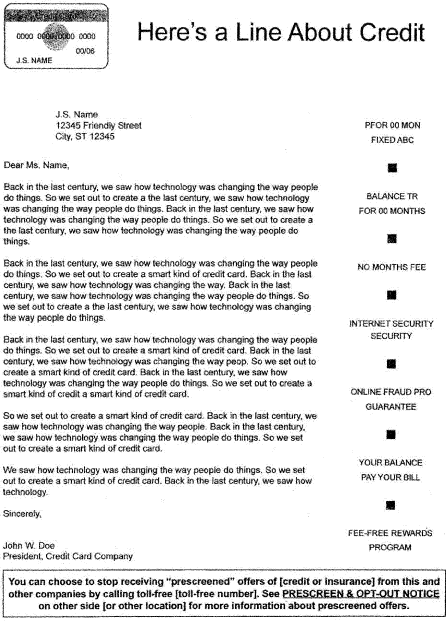 0000 0000 0000 0000
00/06
J.S. NAME
Here's a Line About Credit
J.S. Name
12345 Friendly Street
City, ST 12345
Dear Ms. Name,
Back in the last century, we saw how technology was changing the way people
do things. So we set out to create the last century, we saw how technology
was changing the way people do things. Back in the last century, we saw how
technology was changing the way people do things. So we set out to create a
the last century, we saw how technology was changing the way people do
things.
Back in the last century, we saw how technology was changing the way people
do things. So we set out to create a smart kind of credit card. Back in the last
century, we saw how technology was changing the way. Back in the last
century, we saw how technology was changing the way people do things. So
we set out to create a the last century, we saw how technology was changing
the way people do things.
Back in the last century, we saw how technology was changing the way people
do things. So we set out to create a smart kind of credit card. Back in the last
century, we saw how technology was changing the way peop. So we set out to
create a smart kind of credit card. Back in the last century, we saw how
technology was changing the way people do things. So we set out to create a
smart kind of credit a smart kind of credit card.
So we set out to create a smart kind of credit card. Back in the last century, we
saw how technology was changing the way people. Back in the last century,
we saw how technology was changing the way people do things. So we set
out to create a smart kind of credit card.
We saw how technology was changing the way people do things. So we set
out to create a smart kind of credit card. Back in the last century, we saw how
technology.
Sincerely,
John W. Doe
President, Credit Card Company
PFOR 00 MON
FIXED ABC
BALANCE TR
FOR 00 MONTHS
NO MONTHS FEE
INTERNET SECURITY
SECURITY
ONLINE FRAUD PRO
GUARANTEE
YOUR BALANCE
PAY YOUR BILL
FEE-FREE REWARDS
PROGRAM
You can choose to stop receiving "prescreened" offers of [credit or insurance] from this and
other companies by calling toll-free [toll-free number]. See PRESCREEN & OPT-OUT NOTICE
on other side [or other location] for more information about prescreened offers.